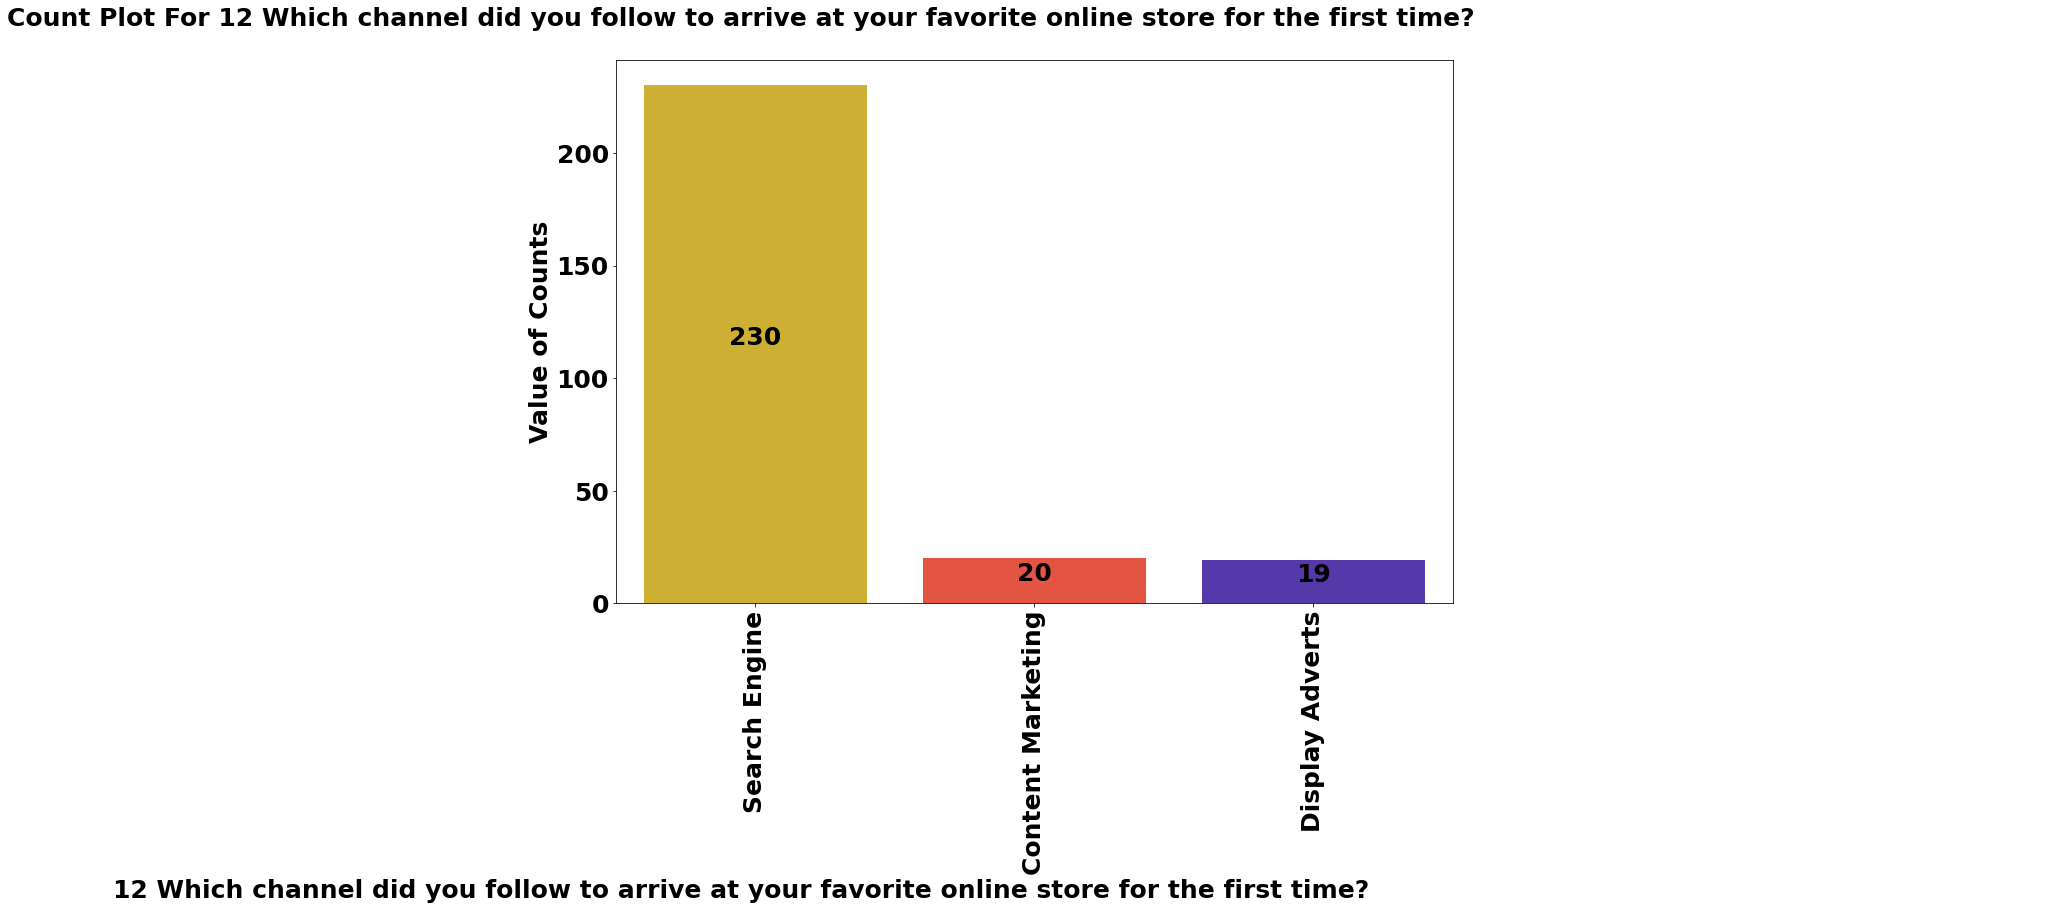 Count Plot For 12 Which channel did you follow to arrive at your favorite online store for the first time?
Value of Counts
200
150
100
50
0
230
20
19
Search Engine
Content Marketing
Display Adverts
12 Which channel did you follow to arrive at your favorite online store for the first time?